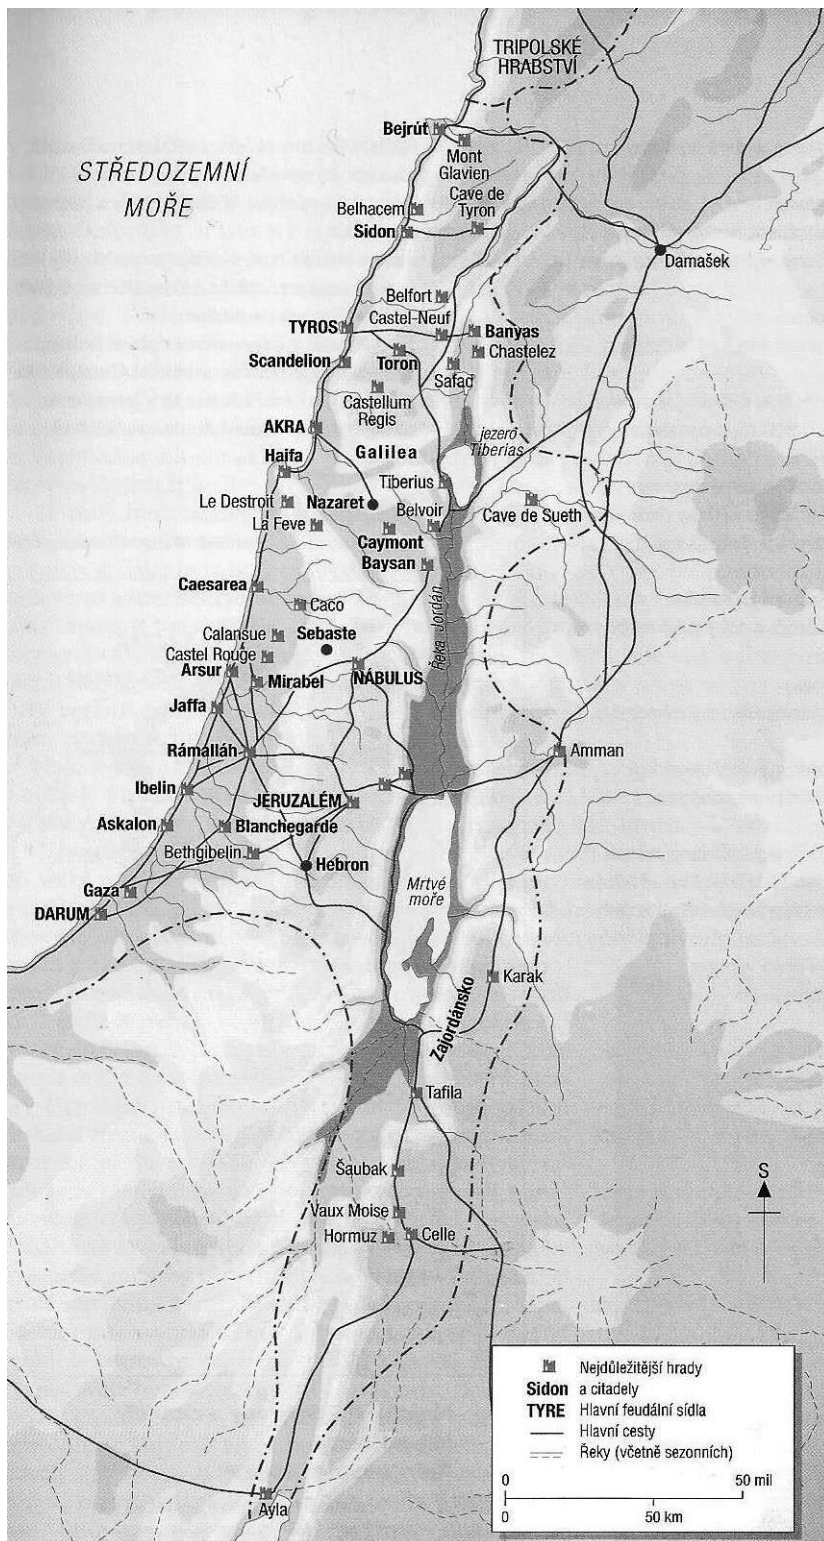 TRIPOLSKÉ
HRABSTVÍ
Bejrút
Mont
Glavien
STŘEDOZEMNÍ
MOŘE
Cave de
Tyron
Belhacem
Sidon
Damašek
Belfort
Castel-Neuf
TYROS
Banyas
Chastelez
Scandelion
Toron
Safad
Castellum
Regis
AKRA
jezero
Tiberias
Galilea
Haifa
Tiberius
Le Destroit
Nazaret
Cave de Sueth
Belvoir
La Feve
Caymont
Baysan
Caesarea
Caco
Řeka Jordán
Calansue
Sebaste
Castel Rouge
Arsur
NÁBULUS
Mirabel
Jaffa
Rámalláh
Amman
Ibelin
JERUZALÉM
Askalon
Blanchegarde
Bethgibelin
Hebron
Mrtvé
moře
Gaza
DARUM
Karak
Zajordánsko
Tafila
Šaubak
S
Vaux Moise
Hormuz
Celle
Ayla
Nejdůležitější hrady
Sidon a citadely
TYRE Hlavní feudální sídla
Hlavní cesty
Řeky (včetně sezonních)
0 50 mil
0 50 km